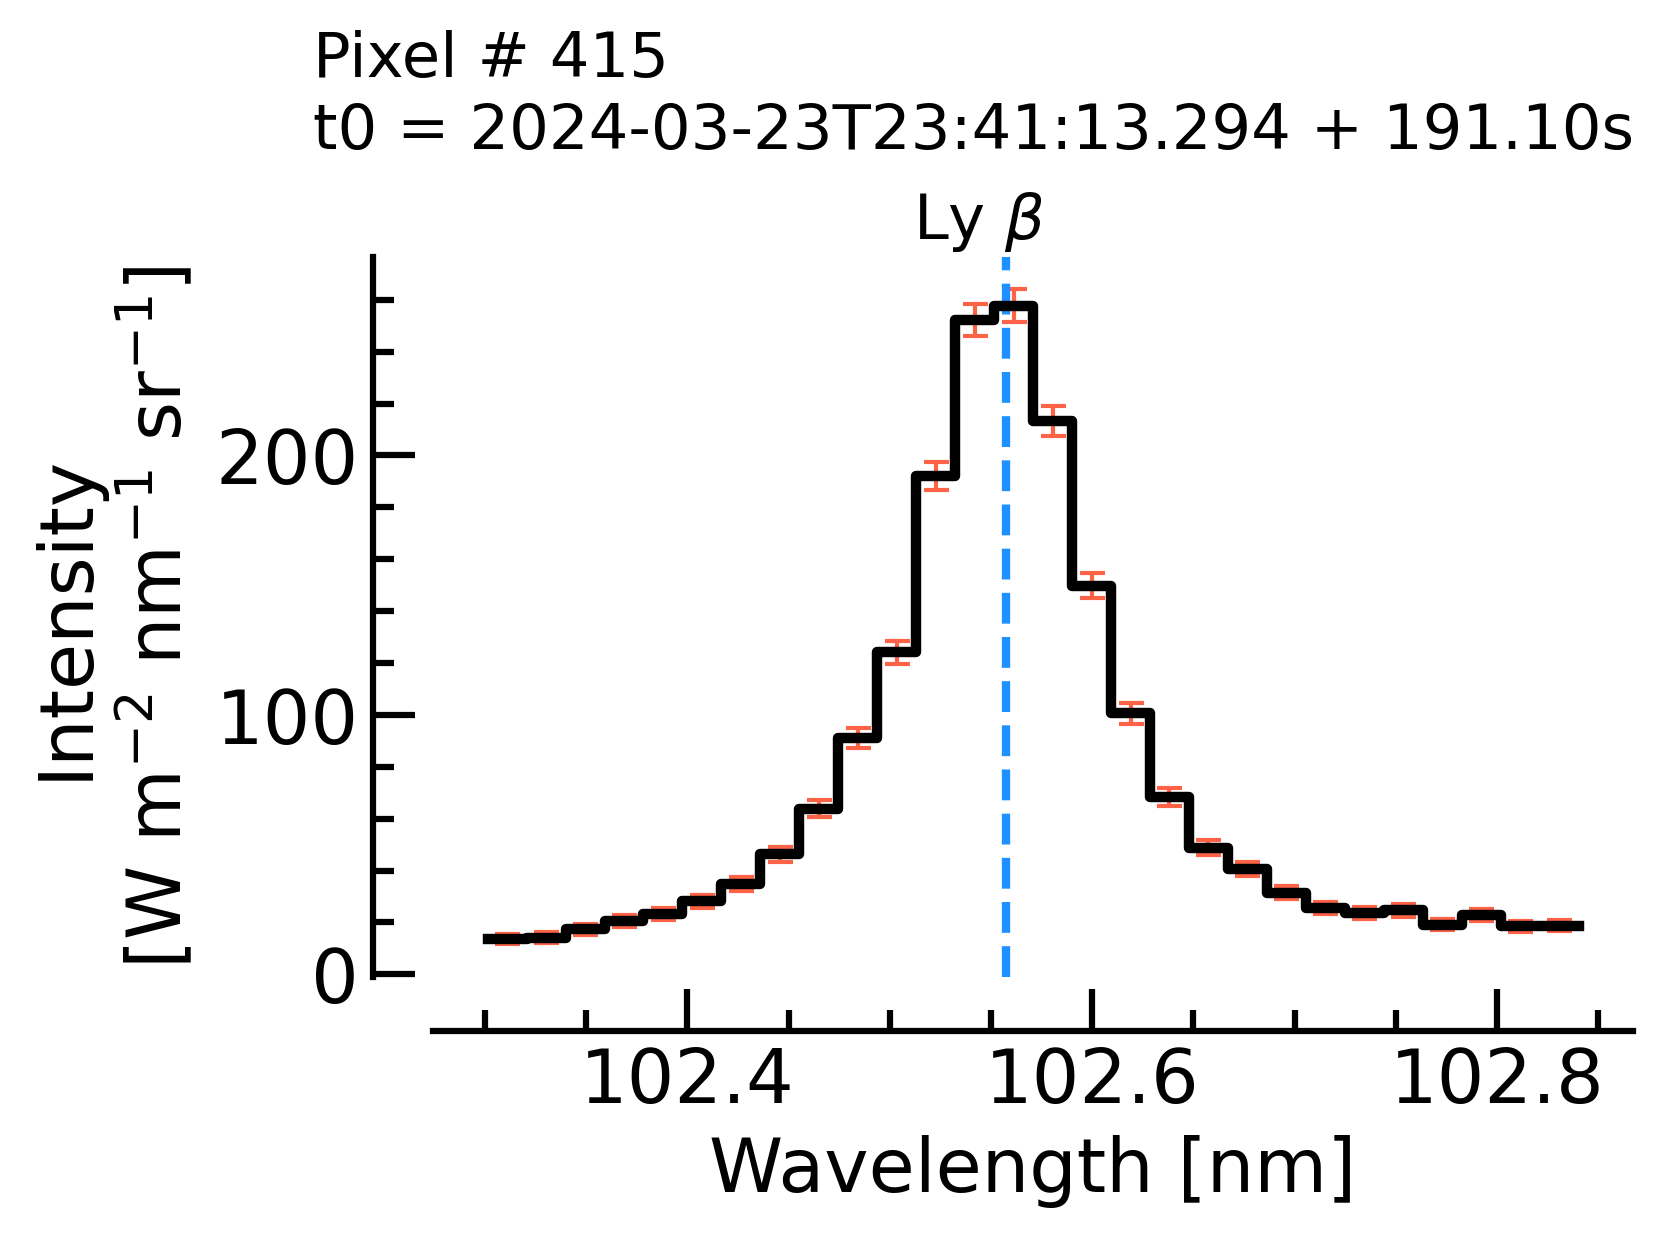 Pixel # 415
t0 = 2024-03-23T23:41:13.294 + 191.10s
Ly β
Intensity
[W m⁻² nm⁻¹ sr⁻¹]
200
100
0
102.4 102.6 102.8
Wavelength [nm]